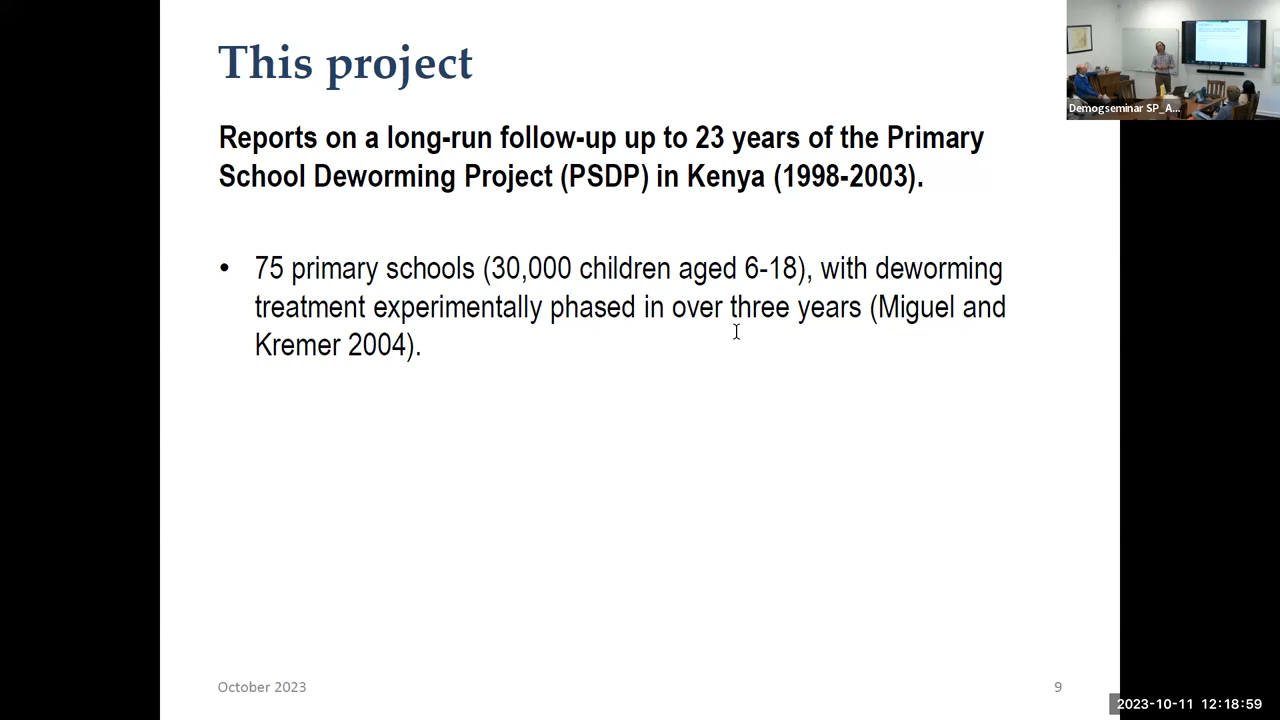 This project
Demogseminar SP_A...
Reports on a long-run follow-up up to 23 years of the Primary
School Deworming Project (PSDP) in Kenya (1998-2003).
• 75 primary schools (30,000 children aged 6-18), with deworming
treatment experimentally phased in over three years (Miguel and
Kremer 2004).
October 2023
9
2023-10-11 12:18:59